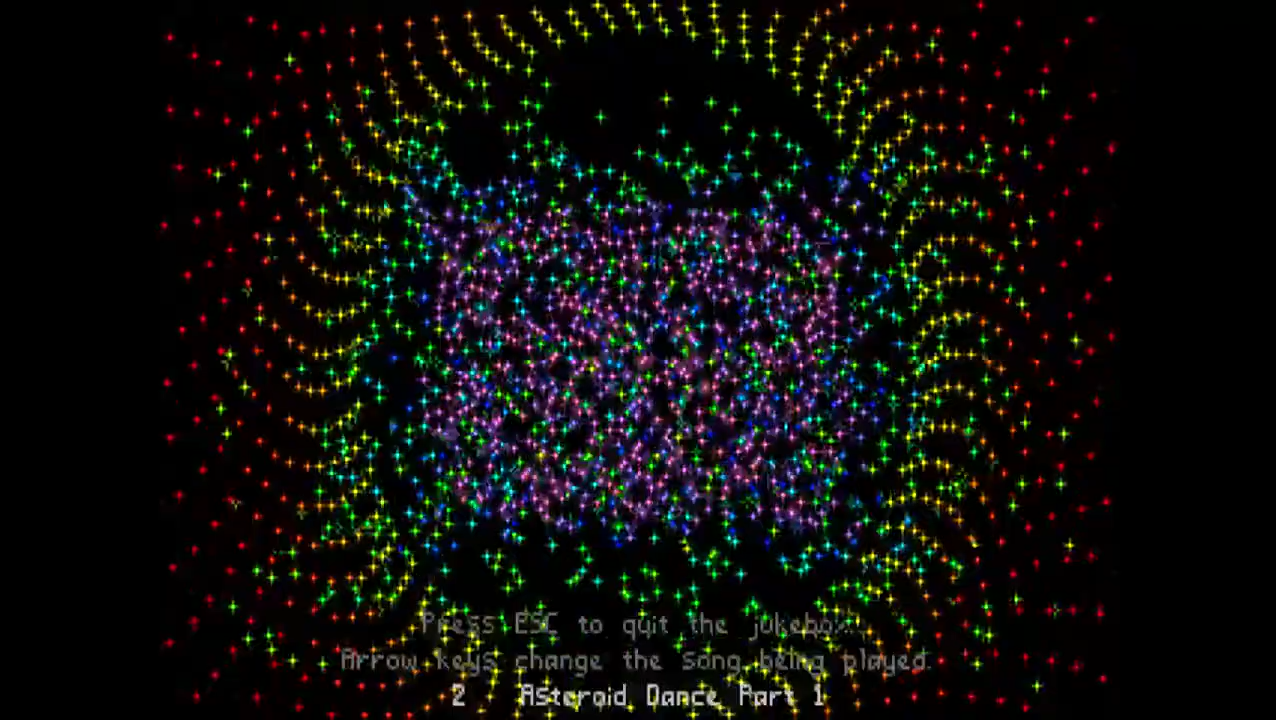 Press ESC to quit the jukebox.
Arrow keys change the song being played.
2 Asteroid Dance Part 1